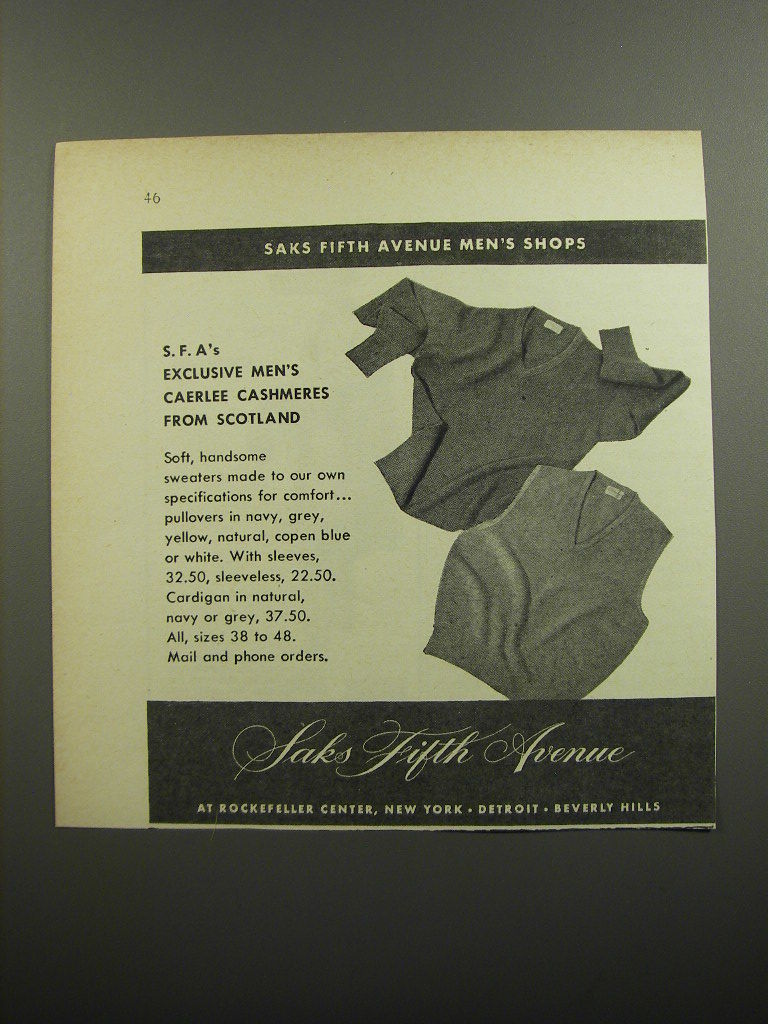 46
SAKS FIFTH AVENUE MEN'S SHOPS
S. F. A's
EXCLUSIVE MEN'S
CAERLEE CASHMERES
FROM SCOTLAND
Soft, handsome
sweaters made to our own
specifications for comfort...
pullovers in navy, grey,
yellow, natural, copen blue
or white. With sleeves,
32.50, sleeveless, 22.50.
Cardigan in natural,
navy or grey, 37.50.
All, sizes 38 to 48.
Mail and phone orders.
Saks Fifth Avenue
AT ROCKEFELLER CENTER, NEW YORK • DETROIT • BEVERLY HILLS